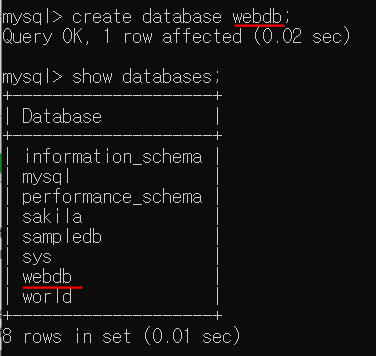 mysql> create database webdb;
Query OK, 1 row affected (0.02 sec)
mysql> show databases;
+--------------------+
| Database           |
+--------------------+
| information_schema |
| mysql              |
| performance_schema |
| sakila             |
| sampledb           |
| sys                |
| webdb              |
| world              |
+--------------------+
8 rows in set (0.01 sec)